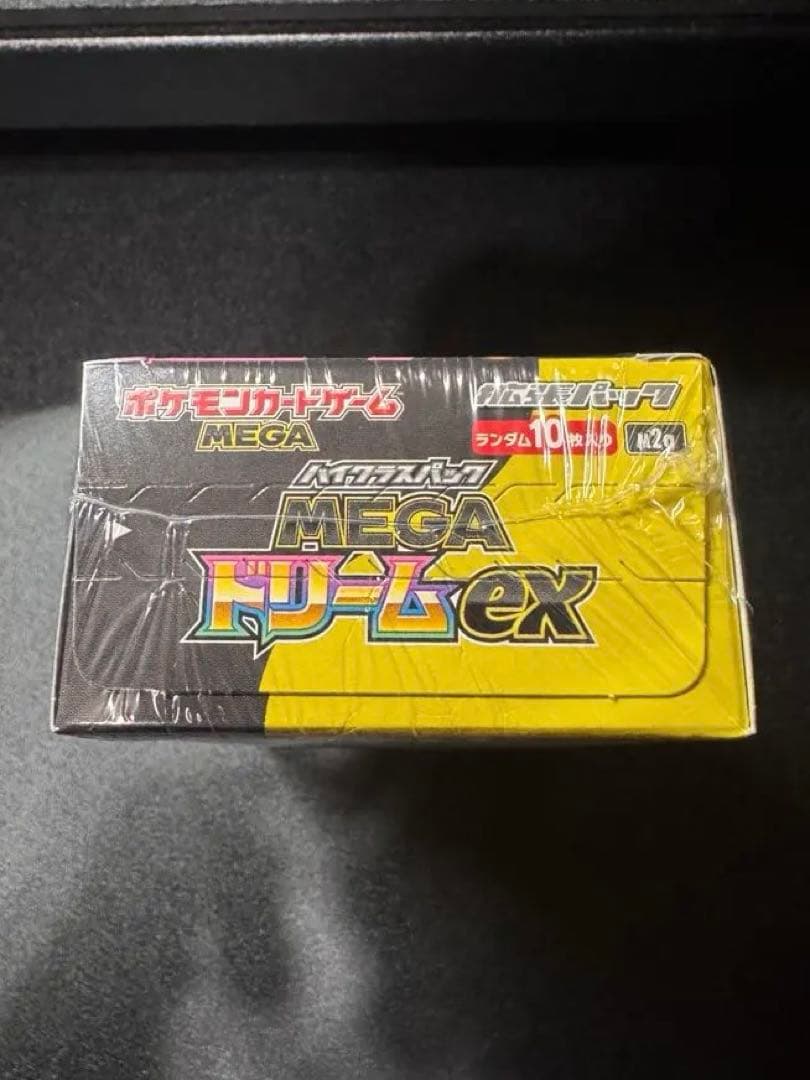 ポケモンカードゲーム
MEGA
拡張パック
ランダム10枚入り
M2a
ハイクラスパック
MEGA
ドリームex